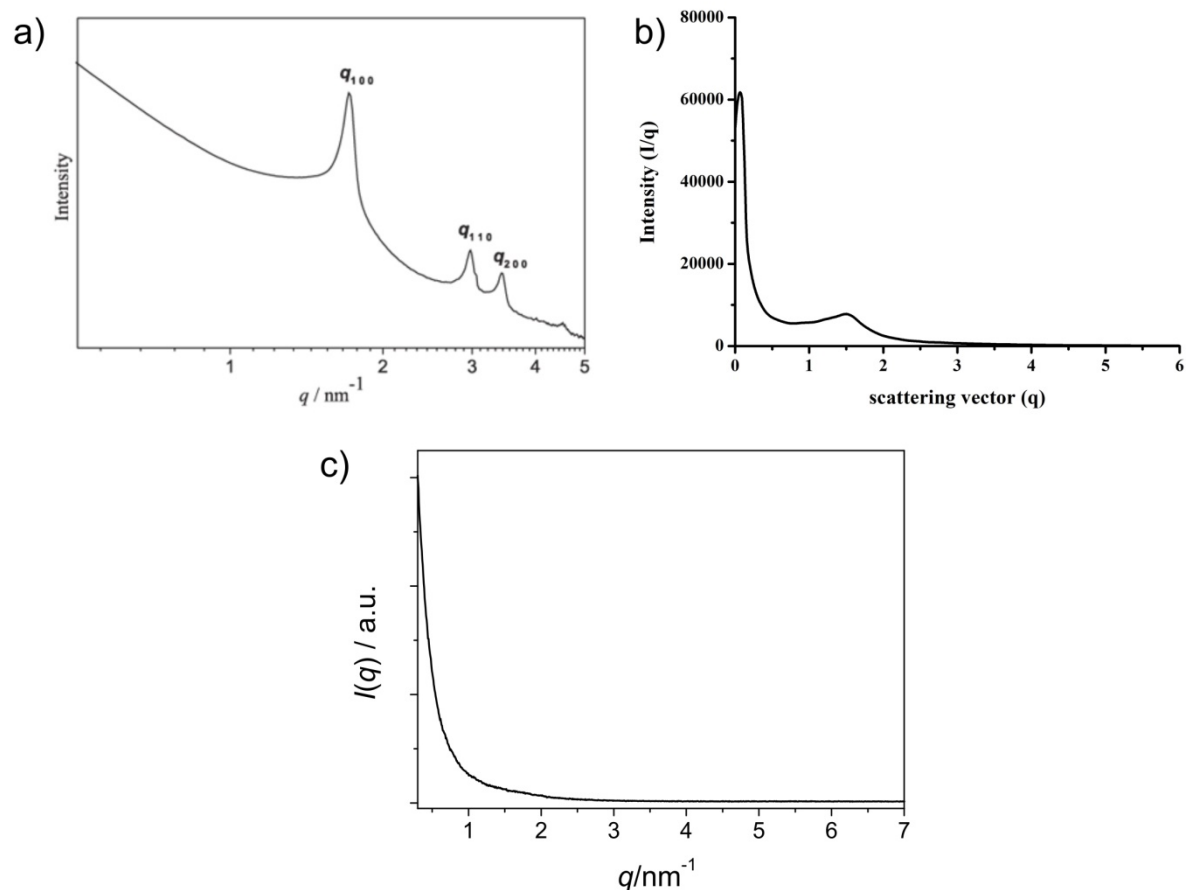 a)
Intensity
q100
q110
q200
1 2 3 4 5
q / nm-1
b)
Intensity (I/q)
80000
60000
40000
20000
0
0 1 2 3 4 5 6
scattering vector (q)
c)
I(q) / a.u.
1 2 3 4 5 6 7
q/nm-1